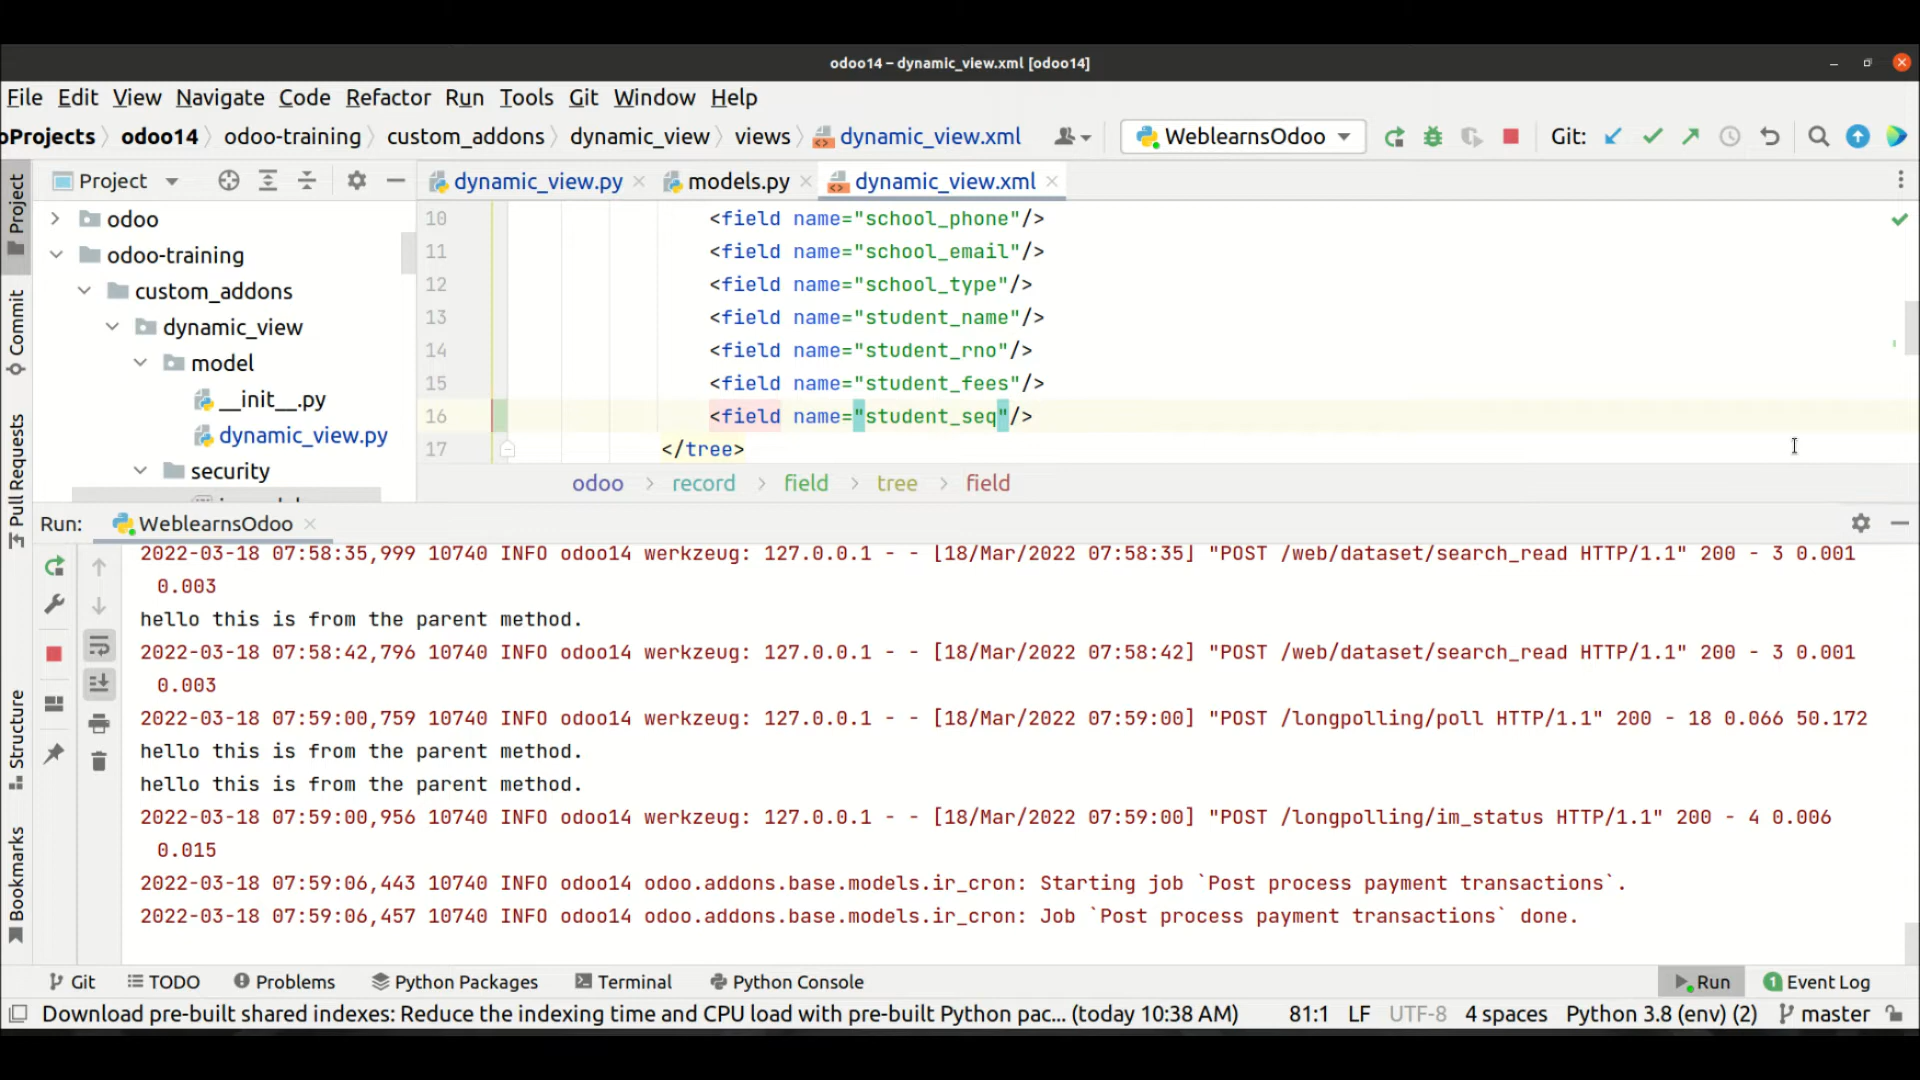 odoo14 – dynamic_view.xml [odoo14]
File Edit View Navigate Code Refactor Run Tools Git Window Help
oProjects odoo14 odoo-training custom_addons dynamic_view views dynamic_view.xml WeblearnsOdoo Git:
Project dynamic_view.py models.py dynamic_view.xml
Project
Commit
Pull Requests
Structure
Bookmarks
odoo
odoo-training
custom_addons
dynamic_view
model
__init__.py
dynamic_view.py
security
10 <field name="school_phone"/>
11 <field name="school_email"/>
12 <field name="school_type"/>
13 <field name="student_name"/>
14 <field name="student_rno"/>
15 <field name="student_fees"/>
16 <field name="student_seq"/>
17 </tree>
odoo > record > field > tree > field
Run: WeblearnsOdoo
2022-03-18 07:58:35,999 10740 INFO odoo14 werkzeug: 127.0.0.1 - - [18/Mar/2022 07:58:35] "POST /web/dataset/search_read HTTP/1.1" 200 - 3 0.001
0.003
hello this is from the parent method.
2022-03-18 07:58:42,796 10740 INFO odoo14 werkzeug: 127.0.0.1 - - [18/Mar/2022 07:58:42] "POST /web/dataset/search_read HTTP/1.1" 200 - 3 0.001
0.003
2022-03-18 07:59:00,759 10740 INFO odoo14 werkzeug: 127.0.0.1 - - [18/Mar/2022 07:59:00] "POST /longpolling/poll HTTP/1.1" 200 - 18 0.066 50.172
hello this is from the parent method.
hello this is from the parent method.
2022-03-18 07:59:00,956 10740 INFO odoo14 werkzeug: 127.0.0.1 - - [18/Mar/2022 07:59:00] "POST /longpolling/im_status HTTP/1.1" 200 - 4 0.006
0.015
2022-03-18 07:59:06,443 10740 INFO odoo14 odoo.addons.base.models.ir_cron: Starting job `Post process payment transactions`.
2022-03-18 07:59:06,457 10740 INFO odoo14 odoo.addons.base.models.ir_cron: Job `Post process payment transactions` done.
Git TODO Problems Python Packages Terminal Python Console Run 1 Event Log
Download pre-built shared indexes: Reduce the indexing time and CPU load with pre-built Python pac... (today 10:38 AM) 81:1 LF UTF-8 4 spaces Python 3.8 (env) (2) master